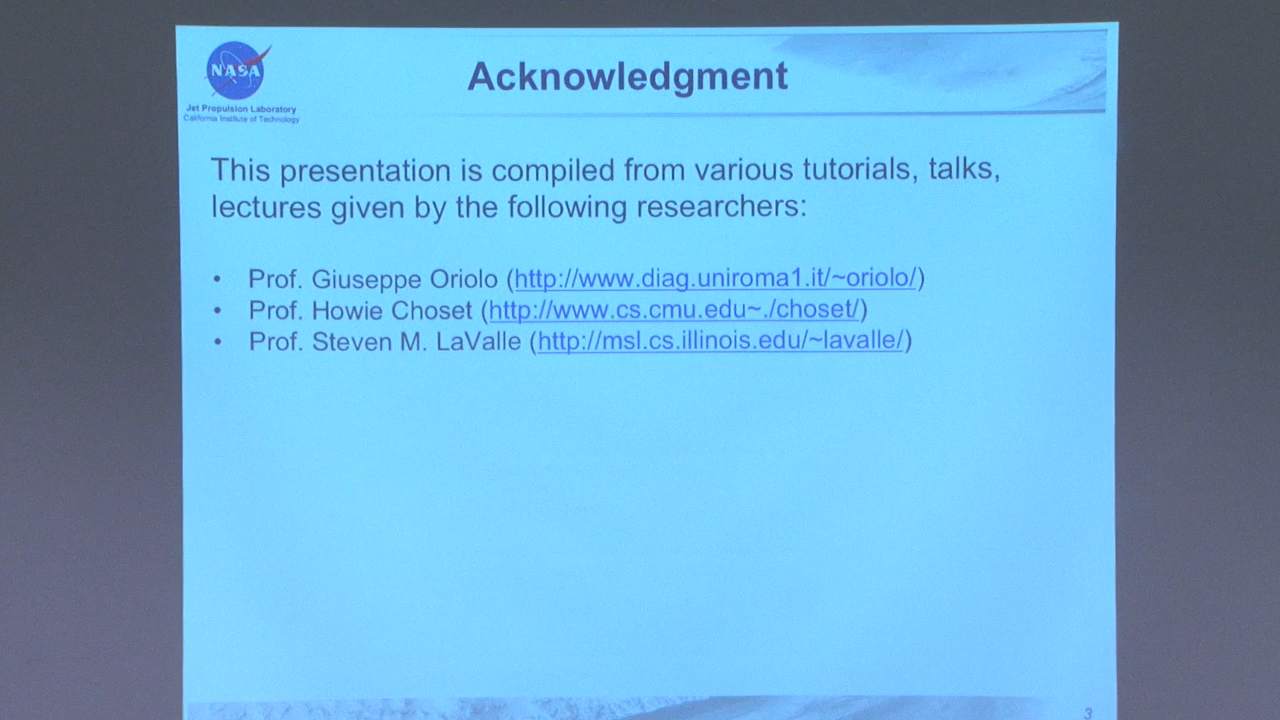 NASA
Jet Propulsion Laboratory
California Institute of Technology
Acknowledgment
This presentation is compiled from various tutorials, talks,
lectures given by the following researchers:
• Prof. Giuseppe Oriolo (http://www.diag.uniroma1.it/~oriolo/)
• Prof. Howie Choset (http://www.cs.cmu.edu~./choset/)
• Prof. Steven M. LaValle (http://msl.cs.illinois.edu/~lavalle/)
3